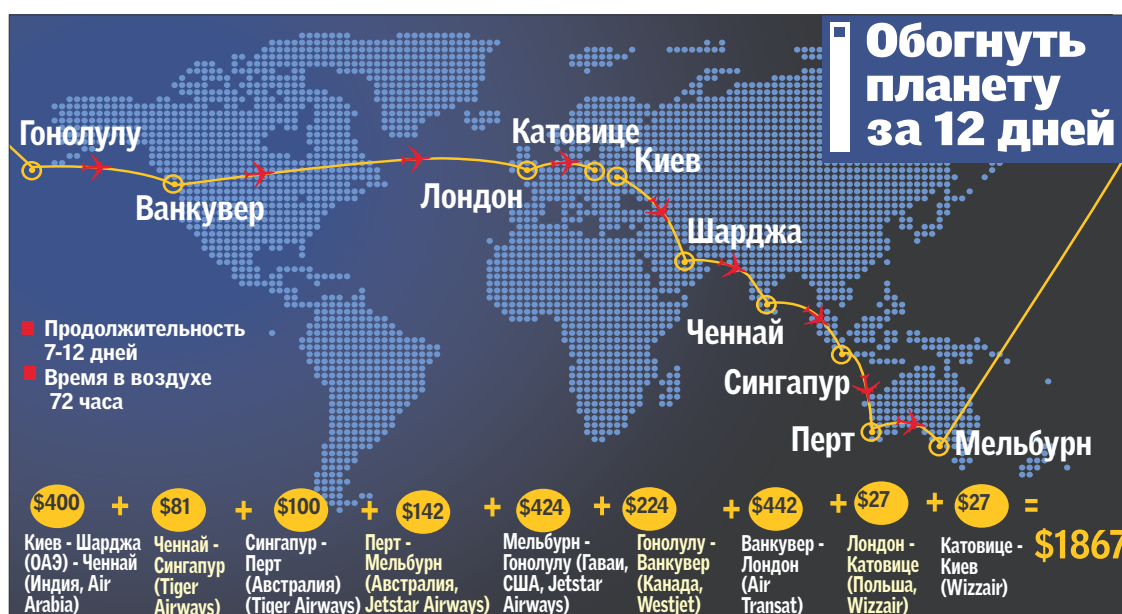 Обогнуть
планету
за 12 дней
Гонолулу
Ванкувер
Лондон
Катовице
Киев
Шарджа
Ченнай
Сингапур
Перт
Мельбурн
Продолжительность
7-12 дней
Время в воздухе
72 часа
$400 + $81 + $100 + $142 + $424 + $224 + $442 + $27 + $27 = $1867
Киев - Шарджа
(ОАЭ) - Ченнай
(Индия, Air
Arabia)
Ченнай -
Сингапур
(Tiger
Airways)
Сингапур -
Перт
(Австралия)
(Tiger Airways)
Перт -
Мельбурн
(Австралия,
Jetstar Airways)
Мельбурн -
Гонолулу (Гаваи,
США, Jetstar
Airways)
Гонолулу -
Ванкувер
(Канада,
Westjet)
Ванкувер -
Лондон
(Air
Transat)
Лондон -
Катовице
(Польша,
Wizzair)
Катовице -
Киев
(Wizzair)